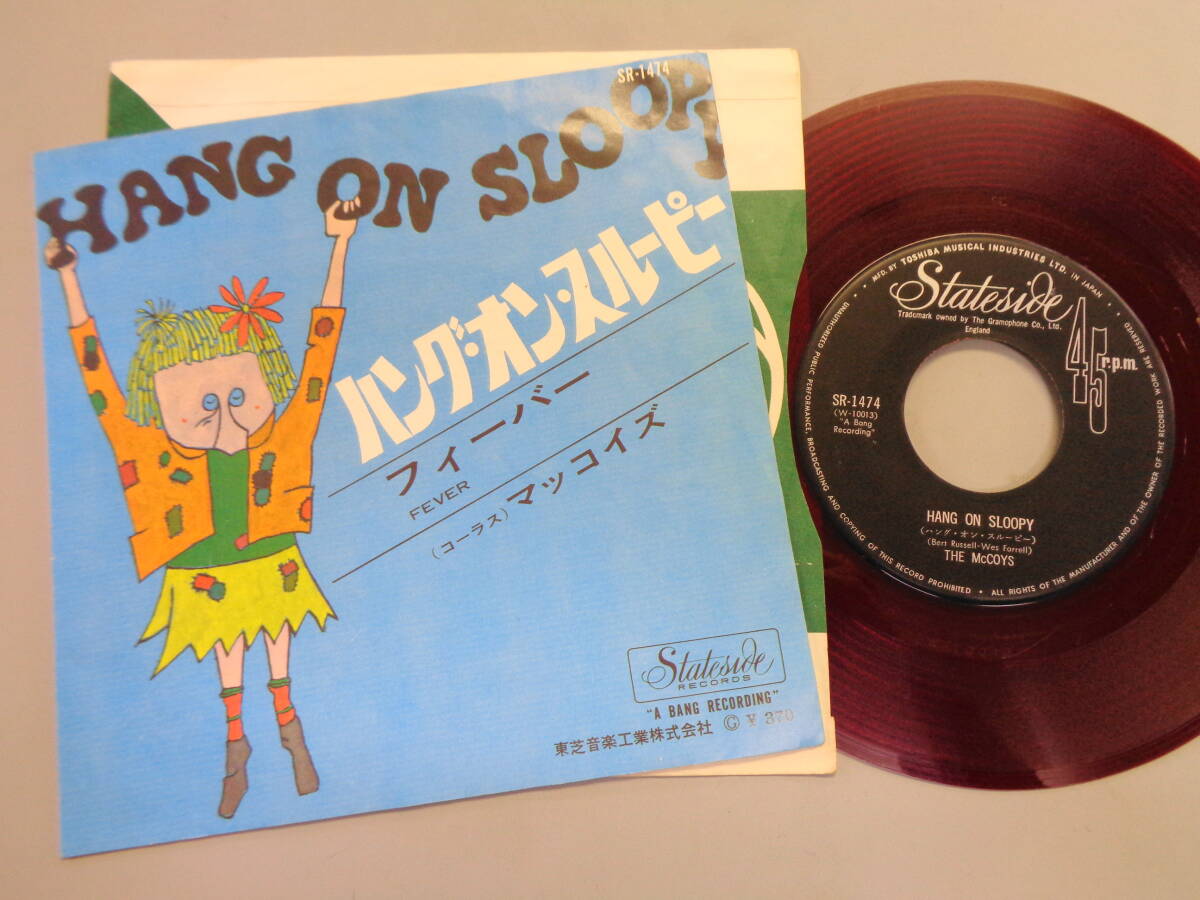 SR-1474
HANG ON SLOOPY
ハング・オン・スルーピー
フィーバー
FEVER
(コーラス) マッコイズ
Stateside
RECORDS
"A BANG RECORDING"
東芝音楽工業株式会社 Ⓖ ¥ 370
MFD. BY TOSHIBA MUSICAL INDUSTRIES LTD. IN JAPAN
Stateside
Trademark owned by The Gramophone Co., Ltd.
England
45 r.p.m.
SR-1474
(W-10013)
"A Bang
Recording"
HANG ON SLOOPY
(ハング・オン・スルーピー)
(Bert Russell-Wes Farrell)
THE McCOYS
UNAUTHORIZED PUBLIC PERFORMANCE, BROADCASTING AND COPYING OF THIS RECORD PROHIBITED • ALL RIGHTS OF THE MANUFACTURER AND OF THE OWNER OF THE RECORDED WORK ARE RESERVED